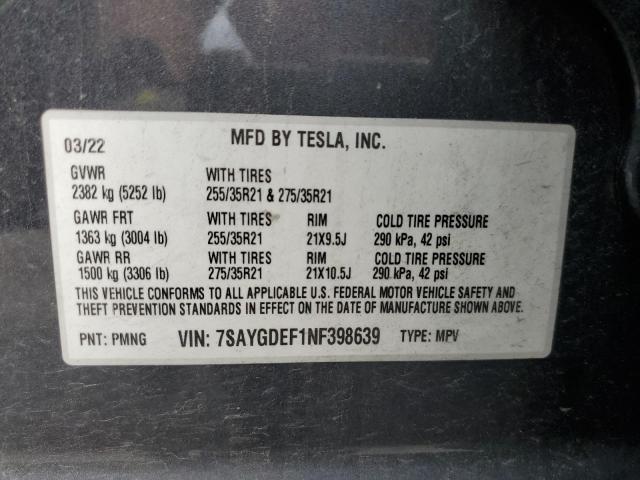 03/22 MFD BY TESLA, INC.
GVWR WITH TIRES
2382 kg (5252 lb) 255/35R21 & 275/35R21
GAWR FRT WITH TIRES RIM COLD TIRE PRESSURE
1363 kg (3004 lb) 255/35R21 21X9.5J 290 kPa, 42 psi
GAWR RR WITH TIRES RIM COLD TIRE PRESSURE
1500 kg (3306 lb) 275/35R21 21X10.5J 290 kPa, 42 psi
THIS VEHICLE CONFORMS TO ALL APPLICABLE U.S. FEDERAL MOTOR VEHICLE SAFETY AND
THEFT PREVENTION STANDARDS IN EFFECT ON THE DATE OF MANUFACTURE SHOWN ABOVE.
PNT: PMNG VIN: 7SAYGDEF1NF398639 TYPE: MPV